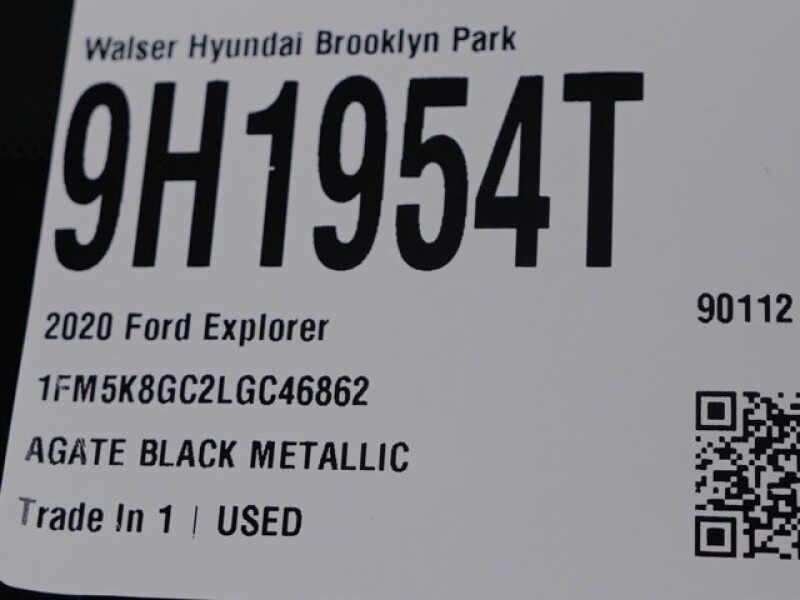 Walser Hyundai Brooklyn Park
9H1954T
2020 Ford Explorer
90112
1FM5K8GC2LGC46862
AGATE BLACK METALLIC
Trade In 1 | USED